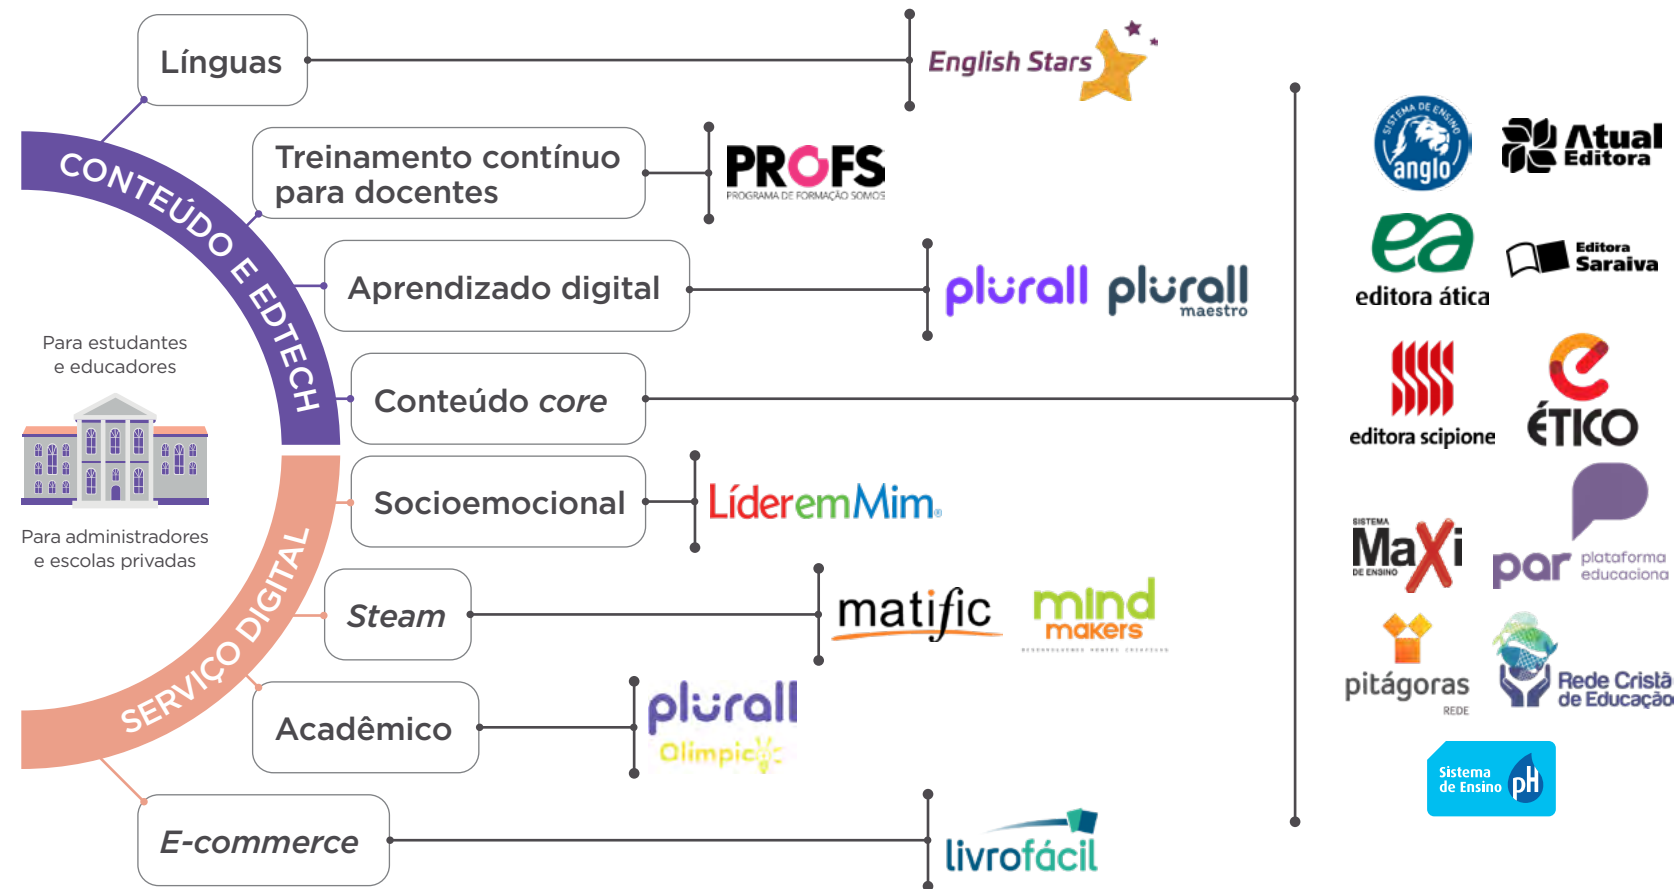 Línguas
English Stars
CONTEÚDO E EDTECH
Treinamento contínuo
para docentes
PROFS
PROGRAMA DE FORMAÇÃO SOMOS
Aprendizado digital
plurall
plurall
maestro
Para estudantes
e educadores
Conteúdo core
SISTEMA DE ENSINO
anglo
Atual
Editora
ea
editora ática
Editora
Saraiva
editora scipione
e
ÉTICO
SISTEMA
MaXi
DE ENSINO
par
plataforma
educaciona
pitágoras
REDE
Rede Cristã
de Educação
Sistema
de Ensino
pH
Para administradores
e escolas privadas
SERVIÇO DIGITAL
Socioemocional
LíderemMim®
Steam
matific
mind
makers
Acadêmico
plurall
Olimpico
E-commerce
livrofácil